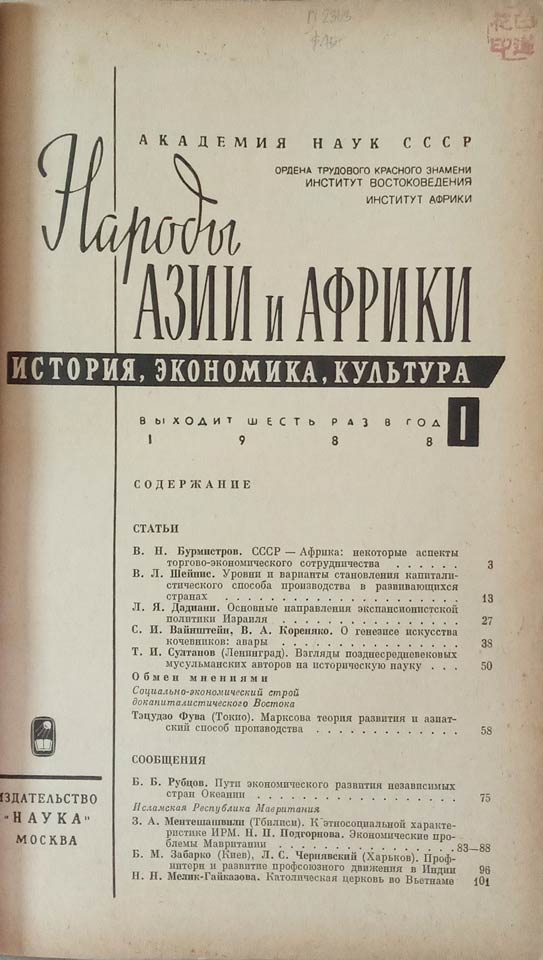 П 2343
АКАДЕМИЯ НАУК СССР
ОРДЕНА ТРУДОВОГО КРАСНОГО ЗНАМЕНИ
ИНСТИТУТ ВОСТОКОВЕДЕНИЯ
ИНСТИТУТ АФРИКИ
Народы
АЗИИ и АФРИКИ
ИСТОРИЯ, ЭКОНОМИКА, КУЛЬТУРА
ВЫХОДИТ ШЕСТЬ РАЗ В ГОД
1988
1
СОДЕРЖАНИЕ
СТАТЬИ
В. Н. Бурмистров. СССР — Африка: некоторые аспекты
торгово-экономического сотрудничества . . . . . . 3
В. Л. Шейнис. Уровни и варианты становления капитали-
стического способа производства в развивающихся
странах . . . . . . . . . . . . . . . . . . 13
Л. Я. Дадиани. Основные направления экспансионистской
политики Израиля . . . . . . . . . . . . . 27
С. И. Вайнштейн, В. А. Кореняко. О генезисе искусства
кочевников: авары . . . . . . . . . . . . . 38
Т. И. Султанов (Ленинград). Взгляды позднесредневековых
мусульманских авторов на историческую науку . . . 50
Обмен мнениями
Социально-экономический строй
докапиталистического Востока
Тэцудзо Фува (Токио). Марксова теория развития и азиат-
ский способ производства . . . . . . . . . . . 58
СООБЩЕНИЯ
Б. Б. Рубцов. Пути экономического развития независимых
стран Океании . . . . . . . . . . . . . . . 75
Исламская Республика Мавритания
З. А. Ментешашвили (Тбилиси). К этносоциальной характе-
ристике ИРМ. Н. П. Подгорнова. Экономические про-
блемы Мавритании . . . . . . . . . . . . . 83—88
Б. М. Забарко (Киев), Л. С. Чернявский (Харьков). Проф-
интерн и развитие профсоюзного движения в Индии 96
Н. Н. Мелик-Гайказова. Католическая церковь во Вьетнаме 101
ИЗДАТЕЛЬСТВО
"НАУКА"
МОСКВА